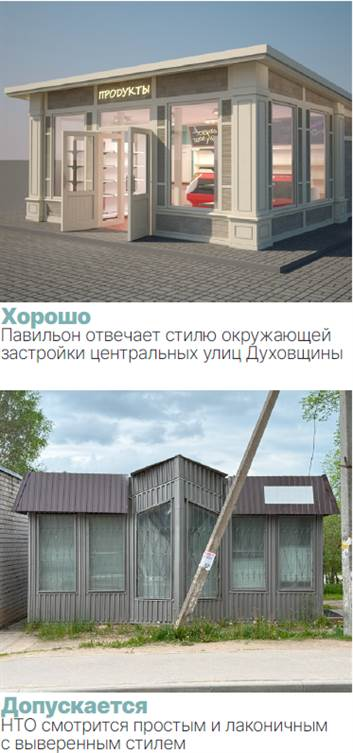 ПРОДУКТЫ
Хорошо
Павильон отвечает стилю окружающей
застройки центральных улиц Духовщины
Допускается
НТО смотрится простым и лаконичным
с выверенным стилем